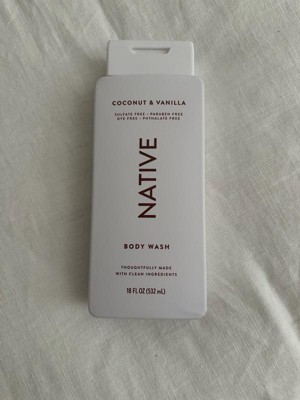 COCONUT & VANILLA
SULFATE FREE - PARABEN FREE
DYE FREE - PHTHALATE FREE
NATIVE
BODY WASH
THOUGHTFULLY MADE
WITH CLEAN INGREDIENTS
18 FL OZ (532 mL)